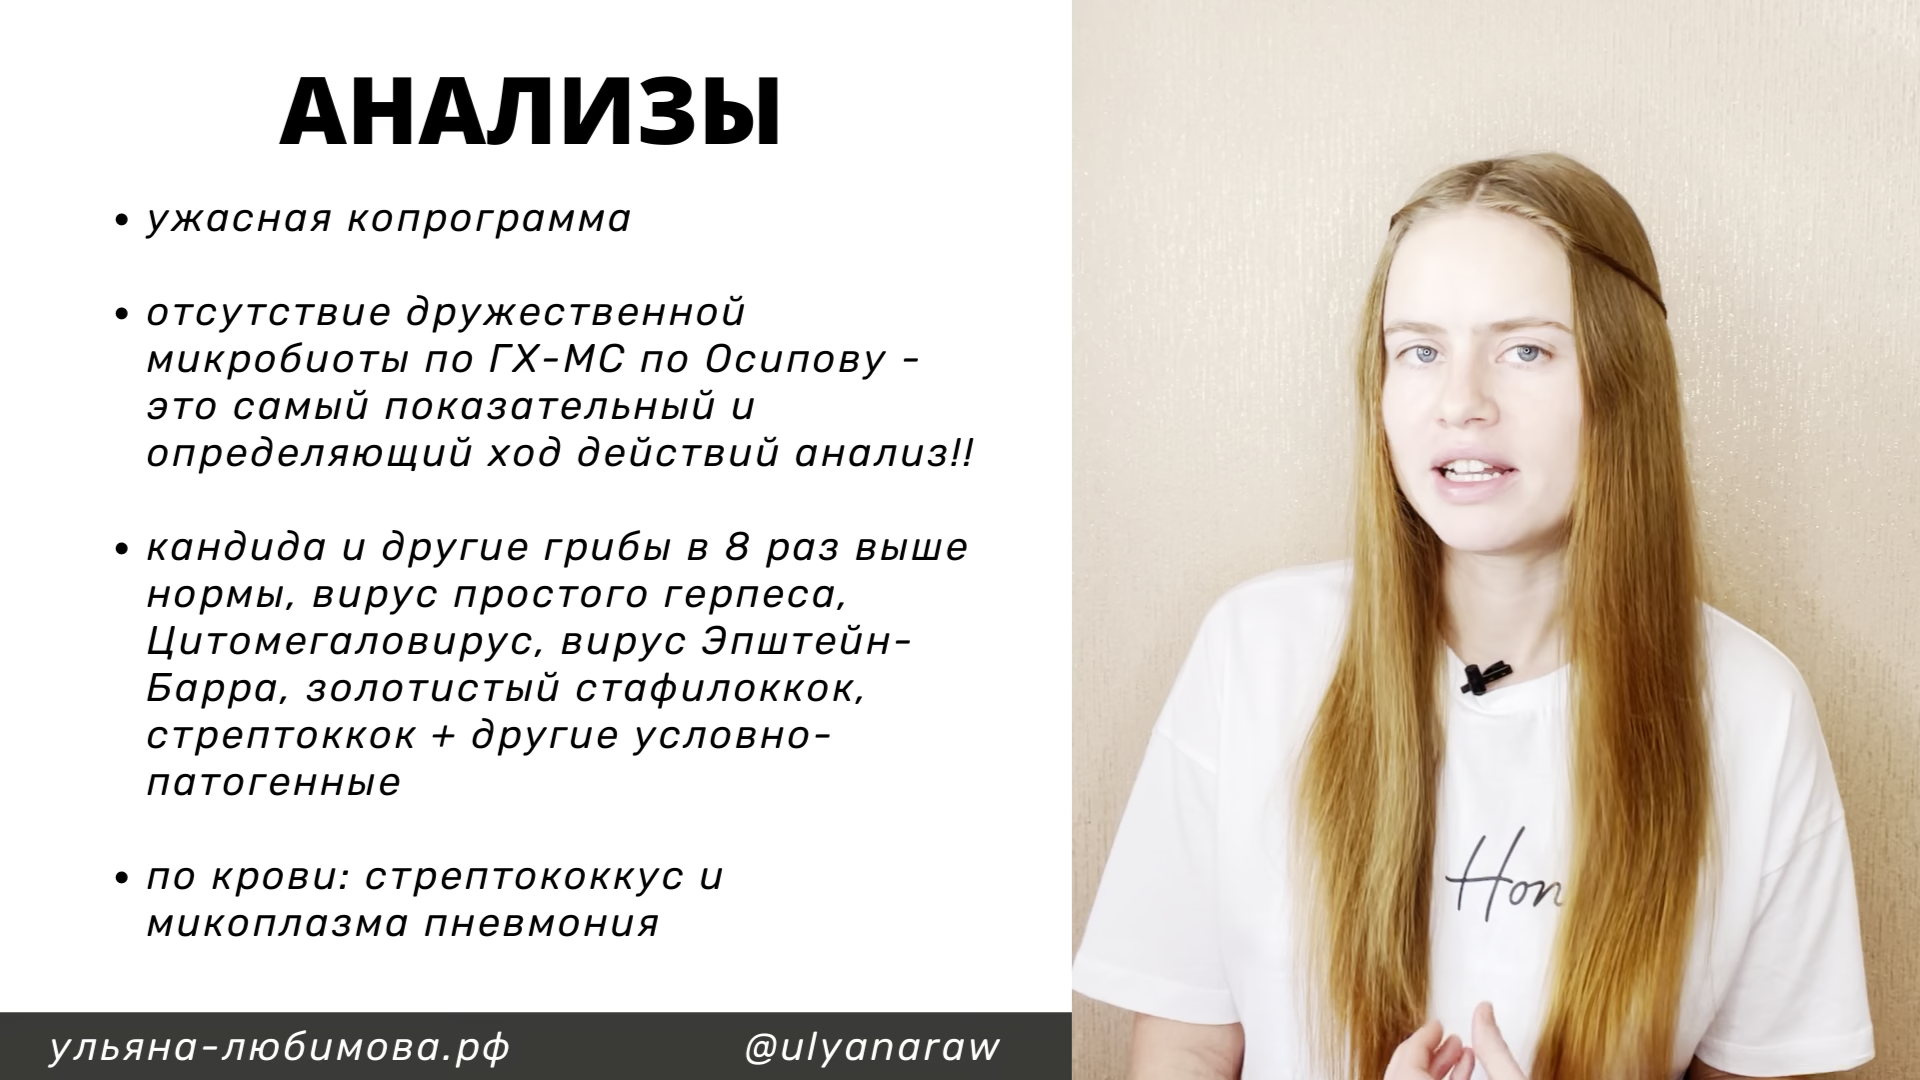 АНАЛИЗЫ
• ужасная копрограмма
• отсутствие дружественной
микробиоты по ГХ-МС по Осипову -
это самый показательный и
определяющий ход действий анализ!!
• кандида и другие грибы в 8 раз выше
нормы, вирус простого герпеса,
Цитомегаловирус, вирус Эпштейн-
Барра, золотистый стафилоккок,
стрептоккок + другие условно-
патогенные
• по крови: стрептококкус и
микоплазма пневмония
ульяна-любимова.рф
@ulyanaraw
Hon